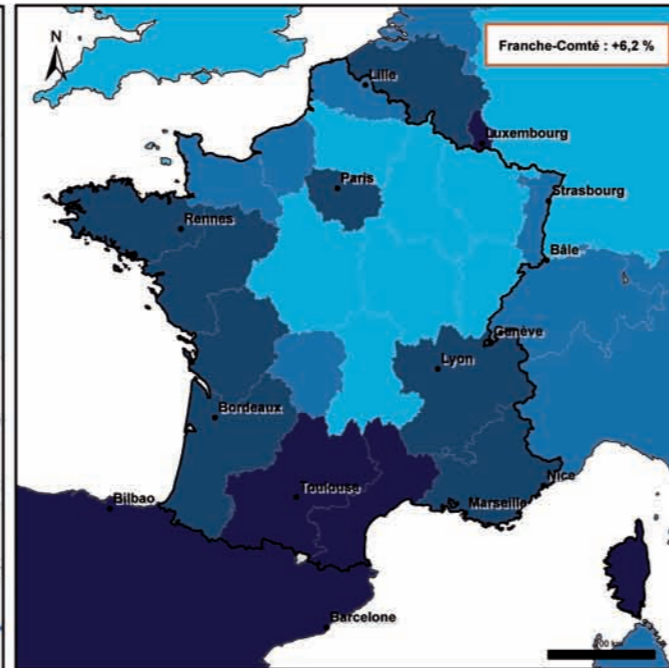 N
Franche-Comté : +6,2 %
Lille
Luxembourg
Paris
Strasbourg
Rennes
Bâle
Genève
Lyon
Bordeaux
Nice
Toulouse
Marseille
Bilbao
Barcelone